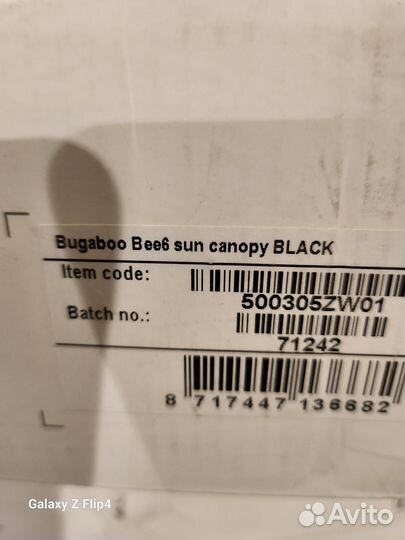 Bugaboo Bee6 sun canopy BLACK
Item code:
500305ZW01
Batch no.:
71242
8 717447 136682
Galaxy Z Flip4
Avito